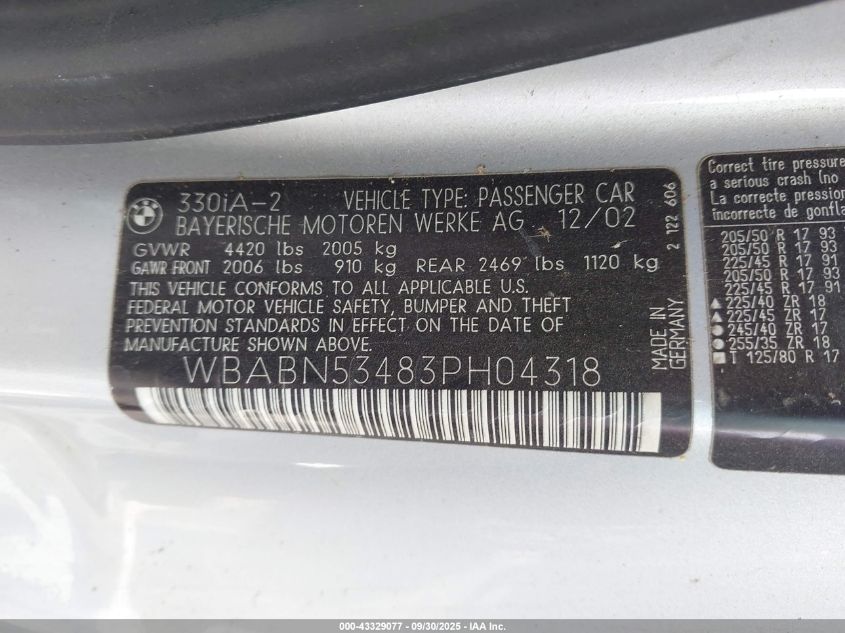 BMW
330iA-2 VEHICLE TYPE: PASSENGER CAR
BAYERISCHE MOTOREN WERKE AG 12/02
GVWR 4420 lbs 2005 kg
GAWR FRONT 2006 lbs 910 kg REAR 2469 lbs 1120 kg
THIS VEHICLE CONFORMS TO ALL APPLICABLE U.S.
FEDERAL MOTOR VEHICLE SAFETY, BUMPER AND THEFT
PREVENTION STANDARDS IN EFFECT ON THE DATE OF
MANUFACTURE SHOWN ABOVE.
WBABN53483PH04318
2 122 606
MADE IN
GERMANY
Correct tire pressure
a serious crash (no
La correcte pression
incorrecte de gonfla
205/50 R 17 93
205/50 R 17 93
225/45 R 17 91
205/50 R 17 93
225/45 R 17 91
225/40 ZR 18
225/45 ZR 17
245/40 ZR 17
255/35 ZR 18
T 125/80 R 17
000-43329077 - 09/30/2025 - IAA Inc.